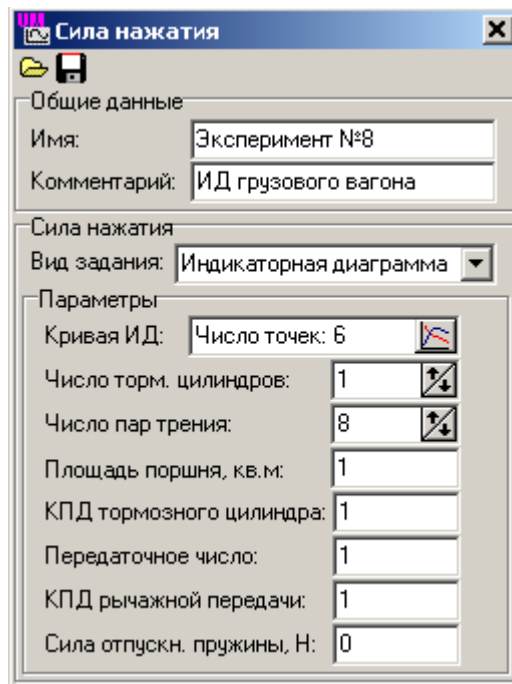 Сила нажатия
Общие данные
Имя: Эксперимент №8
Комментарий: ИД грузового вагона
Сила нажатия
Вид задания: Индикаторная диаграмма
Параметры
Кривая ИД: Число точек: 6
Число торм. цилиндров: 1
Число пар трения: 8
Площадь поршня, кв.м: 1
КПД тормозного цилиндра: 1
Передаточное число: 1
КПД рычажной передачи: 1
Сила отпускн. пружины, Н: 0